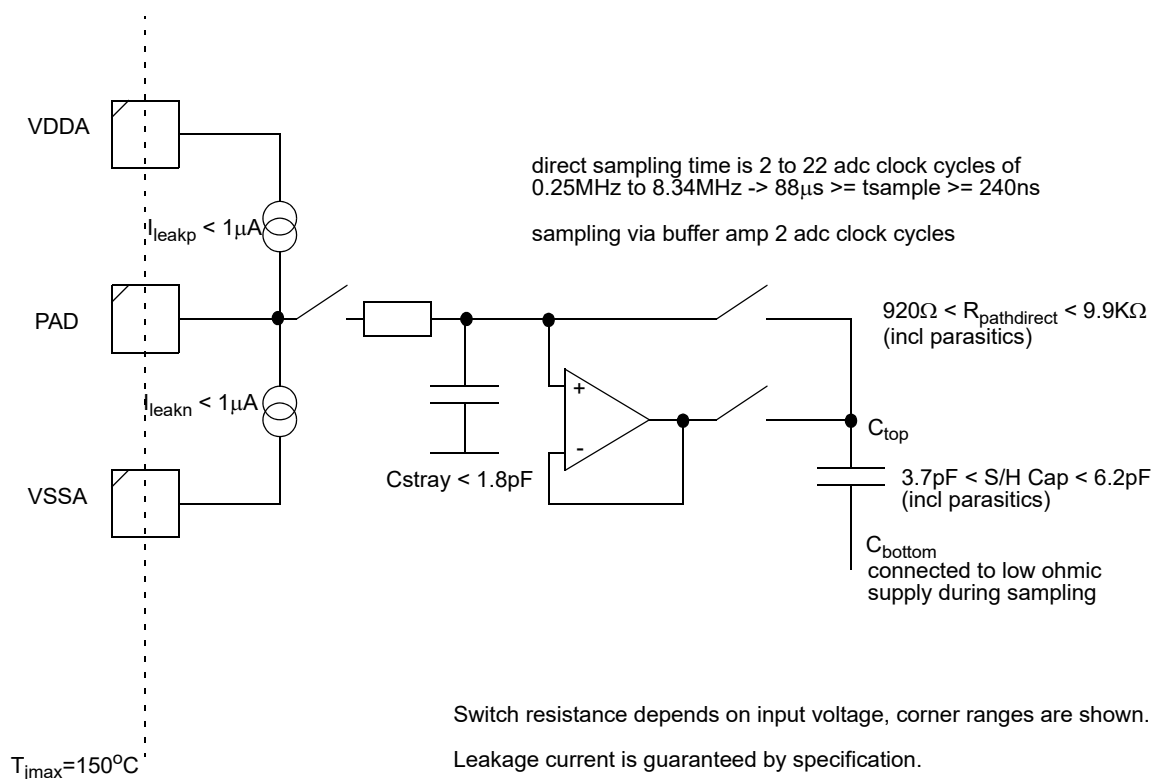 VDDA
direct sampling time is 2 to 22 adc clock cycles of
0.25MHz to 8.34MHz -> 88μs >= tsample >= 240ns
Ileakp < 1μA
sampling via buffer amp 2 adc clock cycles
PAD
920Ω < Rpathdirect < 9.9KΩ
(incl parasitics)
Ileakn < 1μA
+
-
Ctop
Cstray < 1.8pF
3.7pF < S/H Cap < 6.2pF
(incl parasitics)
VSSA
Cbottom
connected to low ohmic
supply during sampling
Switch resistance depends on input voltage, corner ranges are shown.
Leakage current is guaranteed by specification.
Tjmax=150°C